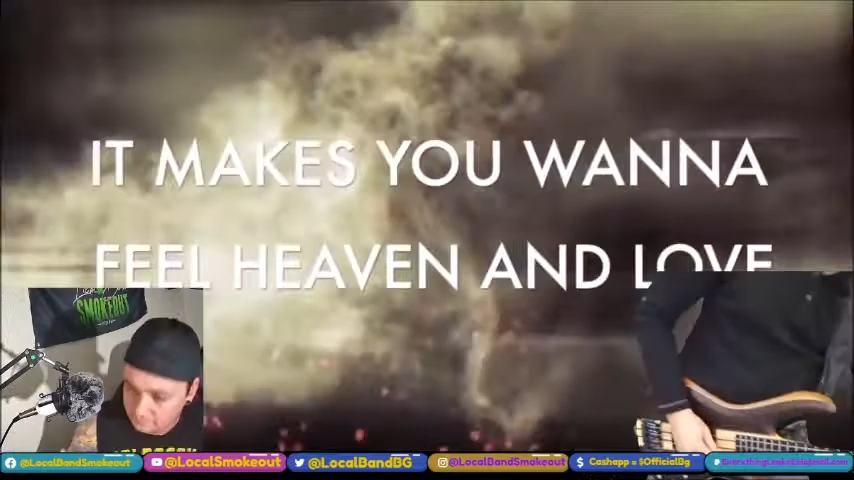 IT MAKES YOU WANNA
FEEL HEAVEN AND LOVE
SMOKEOUT
@LocalBandSmokeout
@LocalSmokeout
@LocalBandBG
@LocalBandSmokeout
Cashapp = $OfficialBg